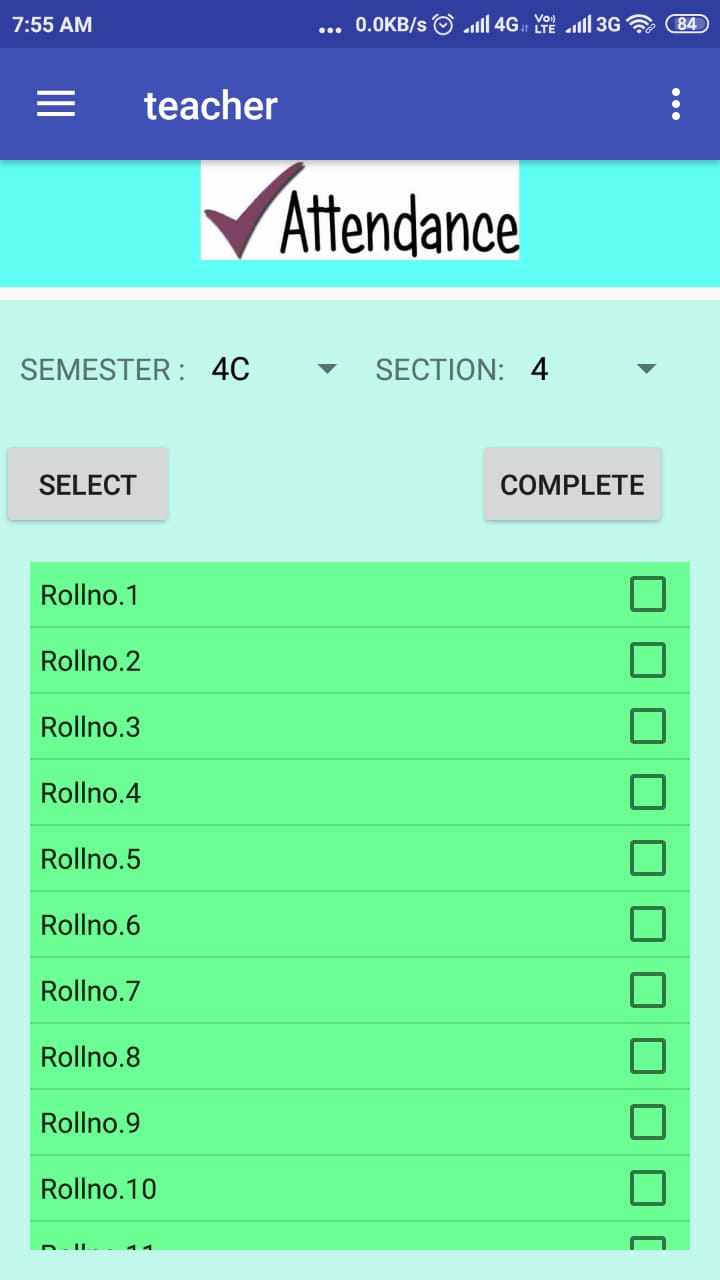 7:55 AM ... 0.0KB/s 4G Vo) LTE 3G 84
teacher
Attendance
SEMESTER : 4C SECTION: 4
SELECT COMPLETE
Rollno.1
Rollno.2
Rollno.3
Rollno.4
Rollno.5
Rollno.6
Rollno.7
Rollno.8
Rollno.9
Rollno.10
Rollno.11